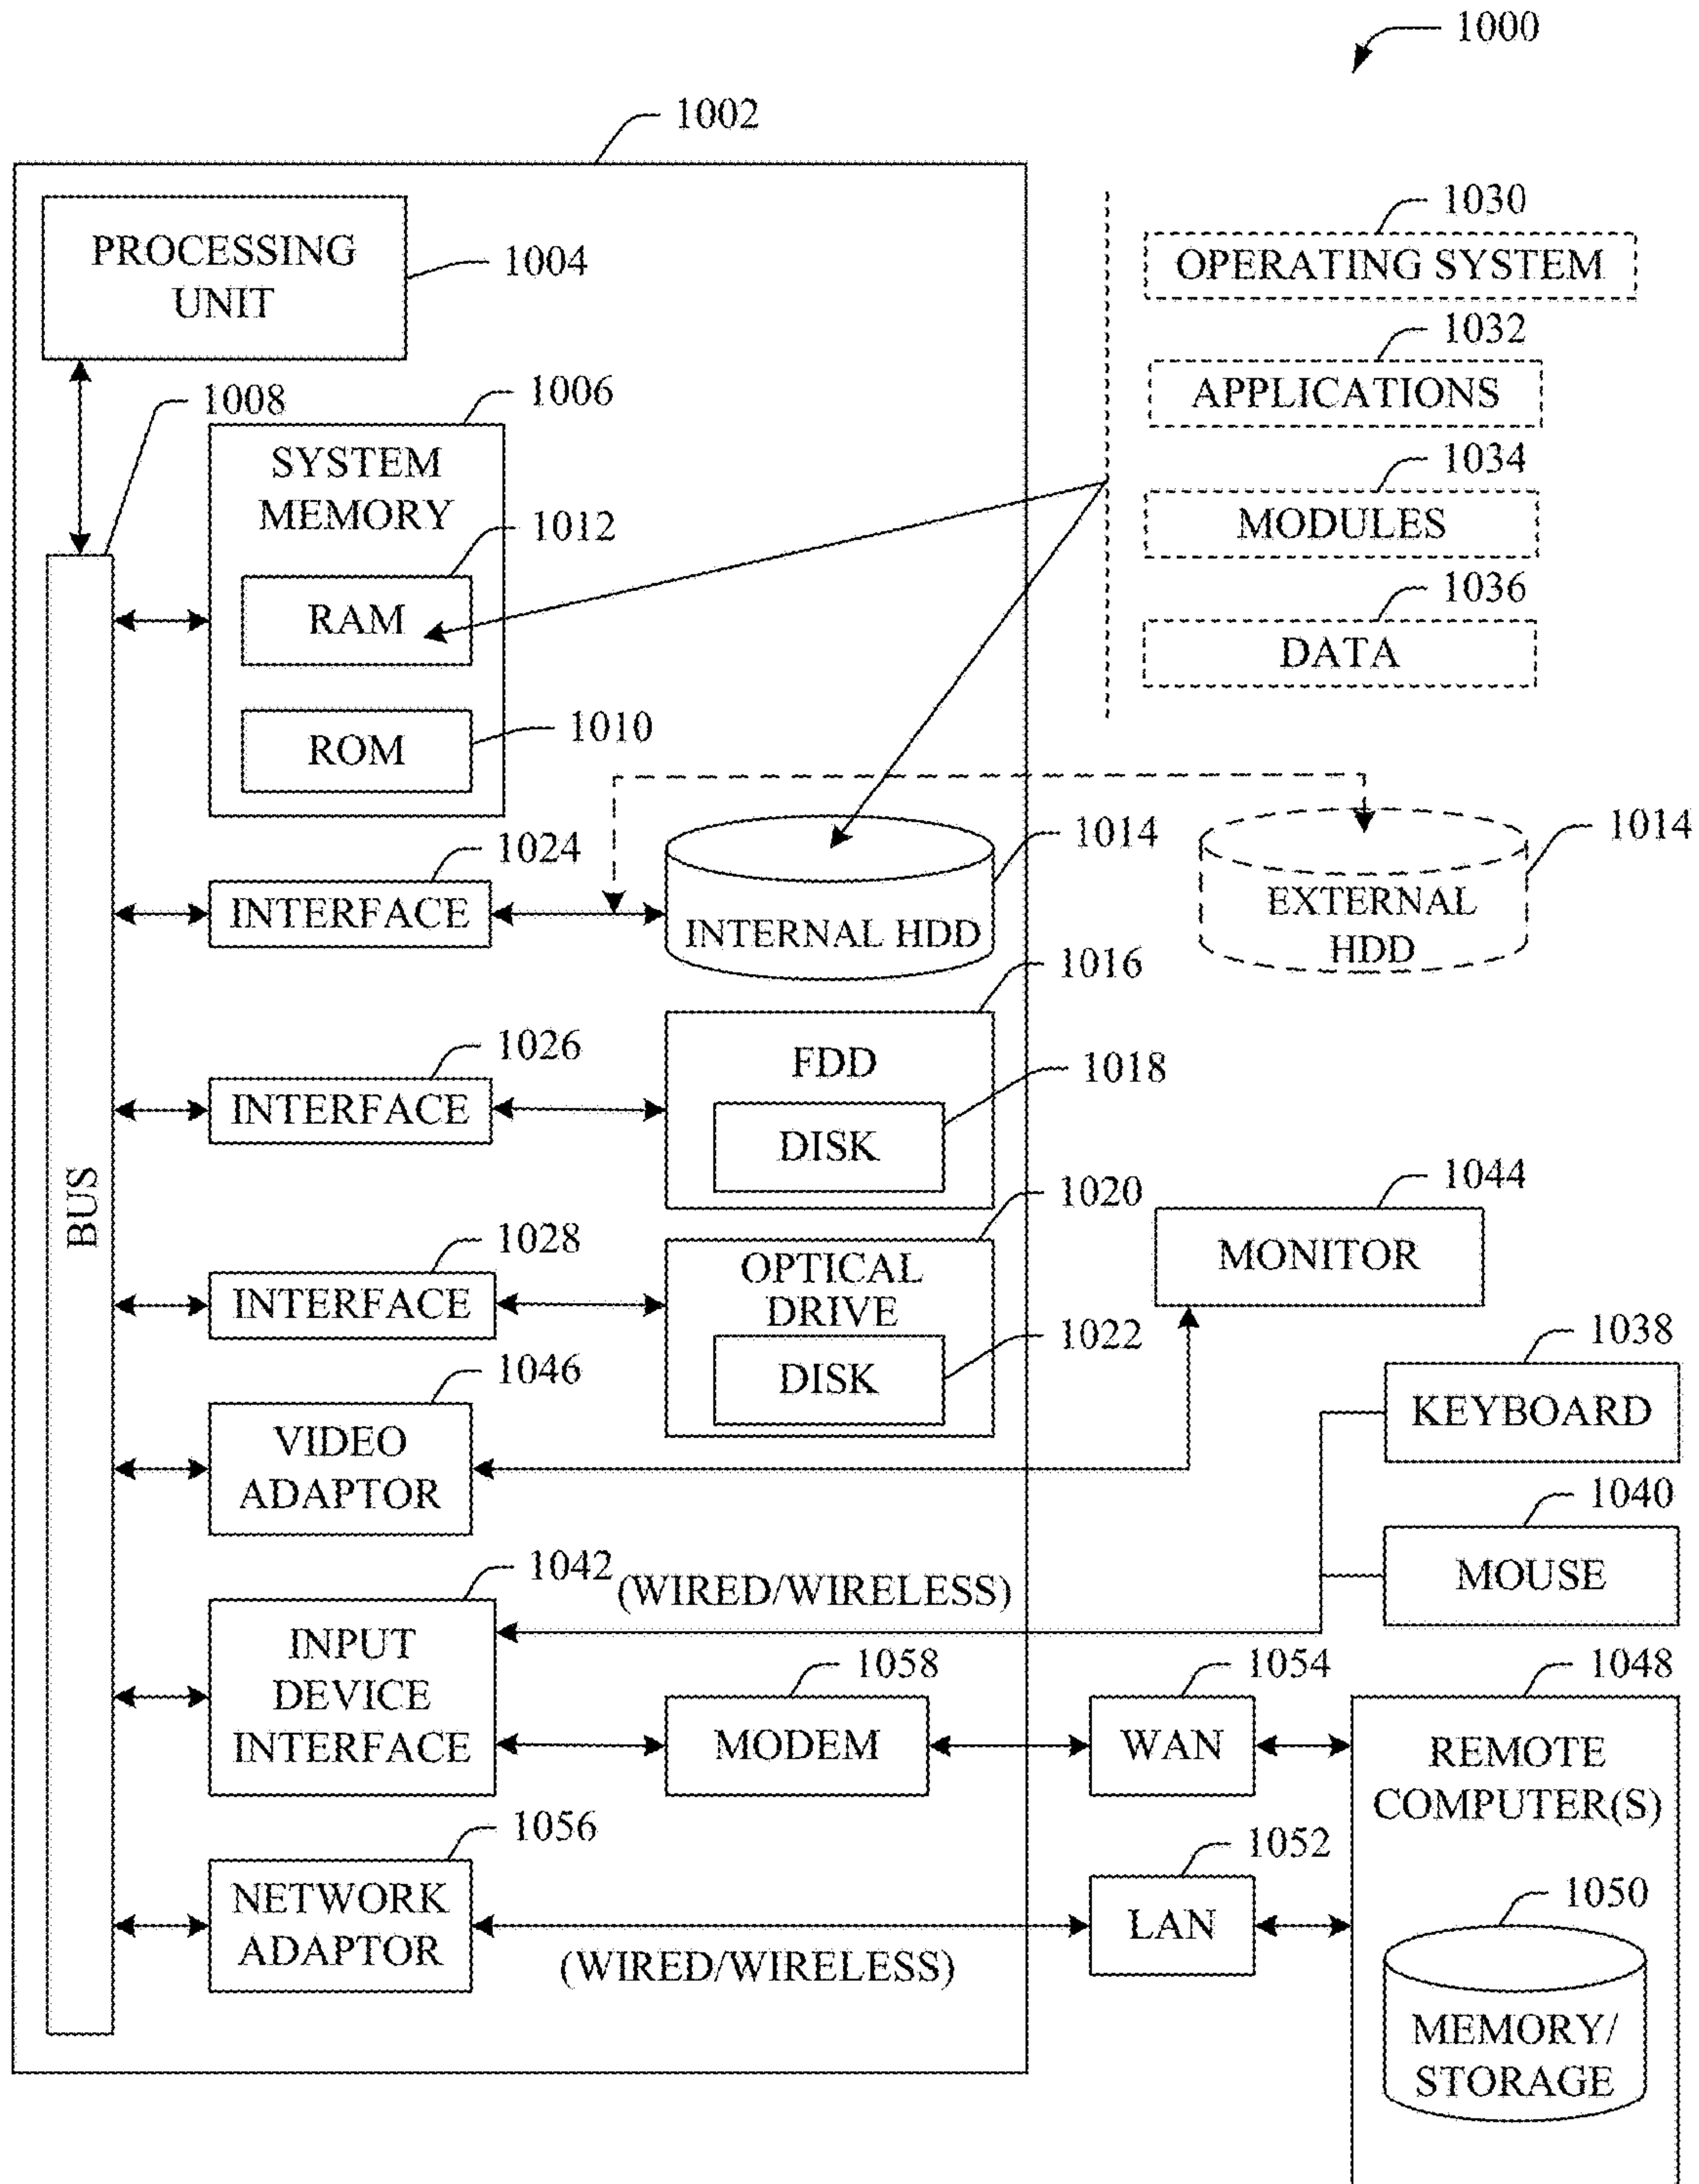 1000
1002
PROCESSING
UNIT
1004
1030
OPERATING SYSTEM
1032
APPLICATIONS
1034
MODULES
1036
DATA
1008
1006
SYSTEM
MEMORY
1012
RAM
1010
ROM
BUS
1024
INTERFACE
1014
INTERNAL HDD
1014
EXTERNAL
HDD
1026
INTERFACE
1016
FDD
1018
DISK
1028
INTERFACE
1020
OPTICAL
DRIVE
1022
DISK
1044
MONITOR
1046
VIDEO
ADAPTOR
1038
KEYBOARD
1040
MOUSE
1042
(WIRED/WIRELESS)
INPUT
DEVICE
INTERFACE
1058
MODEM
1054
WAN
1048
REMOTE
COMPUTER(S)
1056
NETWORK
ADAPTOR
(WIRED/WIRELESS)
1052
LAN
1050
MEMORY/
STORAGE